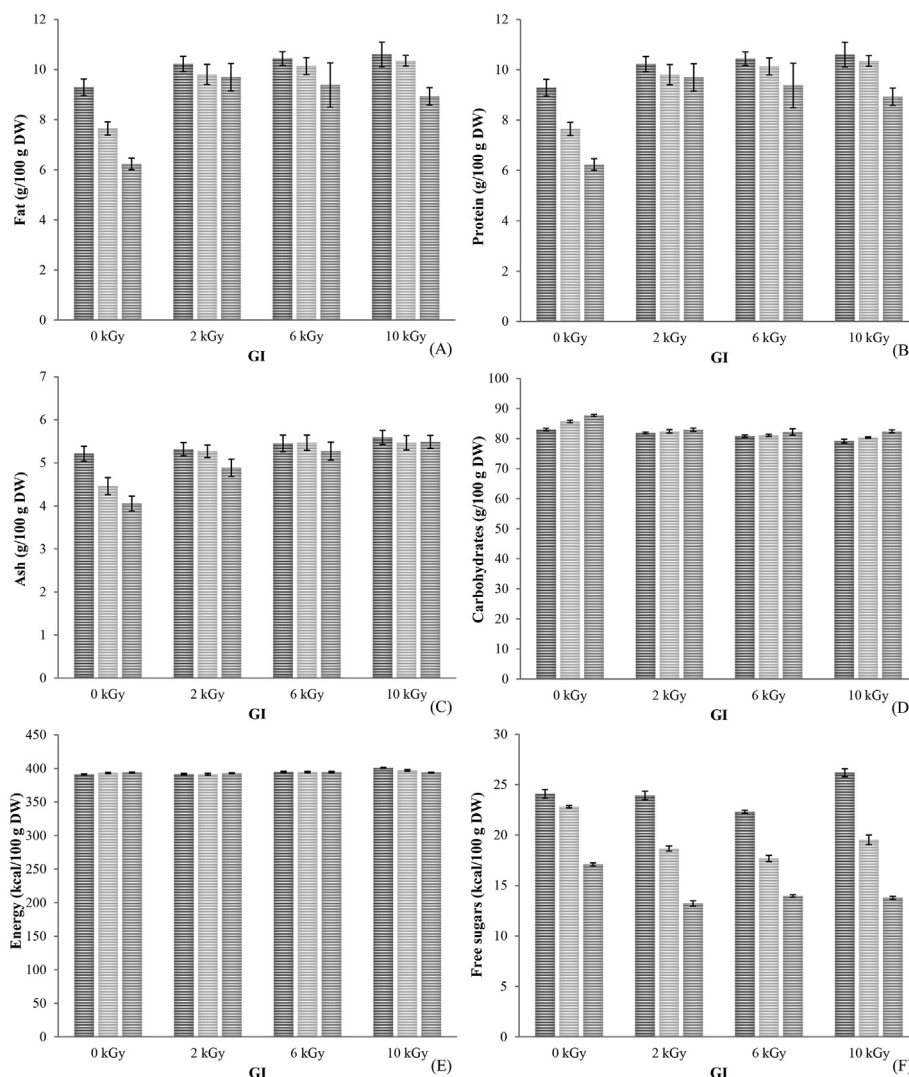 12
10
8
6
4
2
0
Fat (g/100 g DW)
0 kGy 2 kGy 6 kGy 10 kGy
GI
(A)
12
10
8
6
4
2
0
Protein (g/100 g DW)
0 kGy 2 kGy 6 kGy 10 kGy
GI
(B
7
6
5
4
3
2
1
0
Ash (g/100 g DW)
0 kGy 2 kGy 6 kGy 10 kGy
GI
(C)
100
90
80
70
60
50
40
30
20
10
0
Carbohydrates (g/100 g DW)
0 kGy 2 kGy 6 kGy 10 kGy
GI
(D)
450
400
350
300
250
200
150
100
50
0
Energy (kcal/100 g DW)
0 kGy 2 kGy 6 kGy 10 kGy
GI
(E)
30
25
20
15
10
5
0
Free sugars (kcal/100 g DW)
0 kGy 2 kGy 6 kGy 10 kGy
GI
(F)